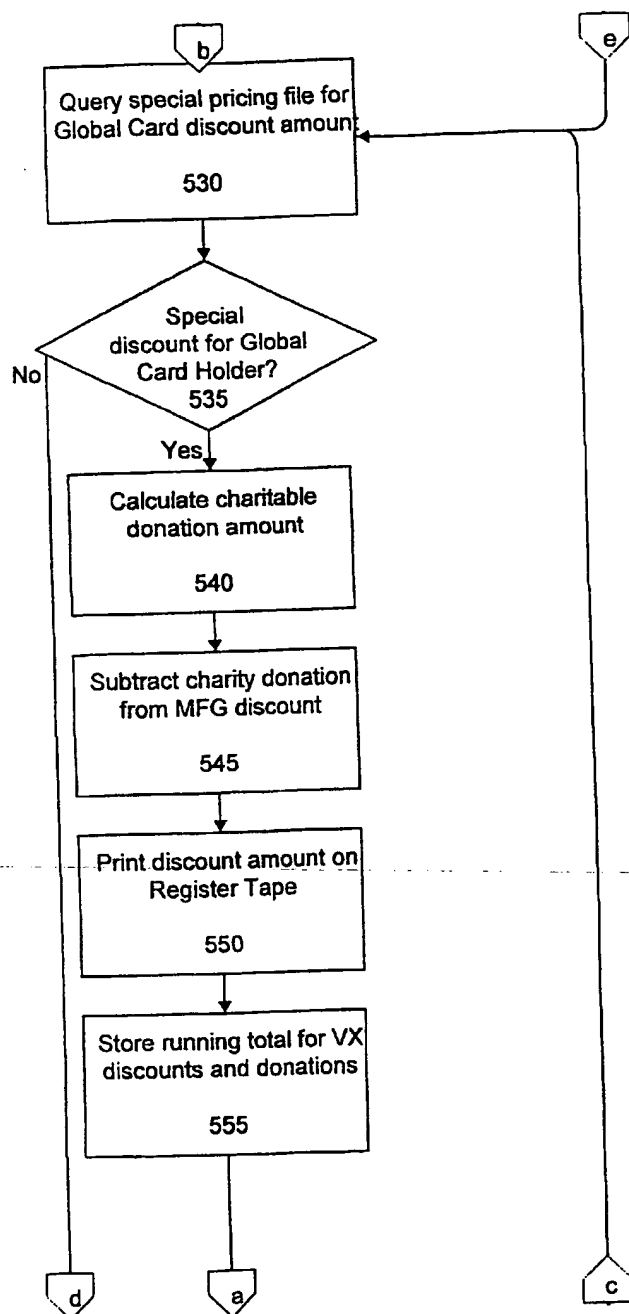 b
e
Query special pricing file for
Global Card discount amount
530
Special
discount for Global
Card Holder?
535
No
Yes
Calculate charitable
donation amount
540
Subtract charity donation
from MFG discount
545
Print discount amount on
Register Tape
550
Store running total for VX
discounts and donations
555
d
a
c